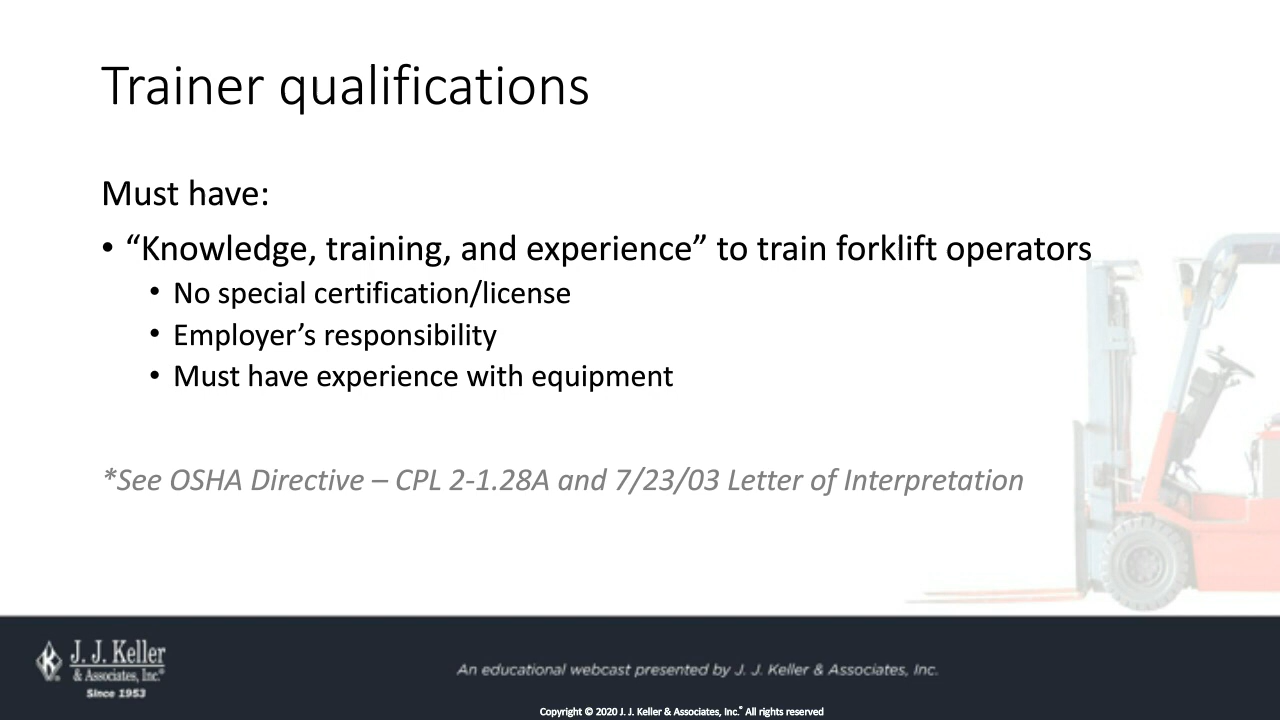 Trainer qualifications
Must have:
• “Knowledge, training, and experience” to train forklift operators
• No special certification/license
• Employer’s responsibility
• Must have experience with equipment
*See OSHA Directive – CPL 2-1.28A and 7/23/03 Letter of Interpretation
J. J. Keller
& Associates, Inc.®
Since 1953
An educational webcast presented by J. J. Keller & Associates, Inc.
Copyright © 2020 J. J. Keller & Associates, Inc.® All rights reserved